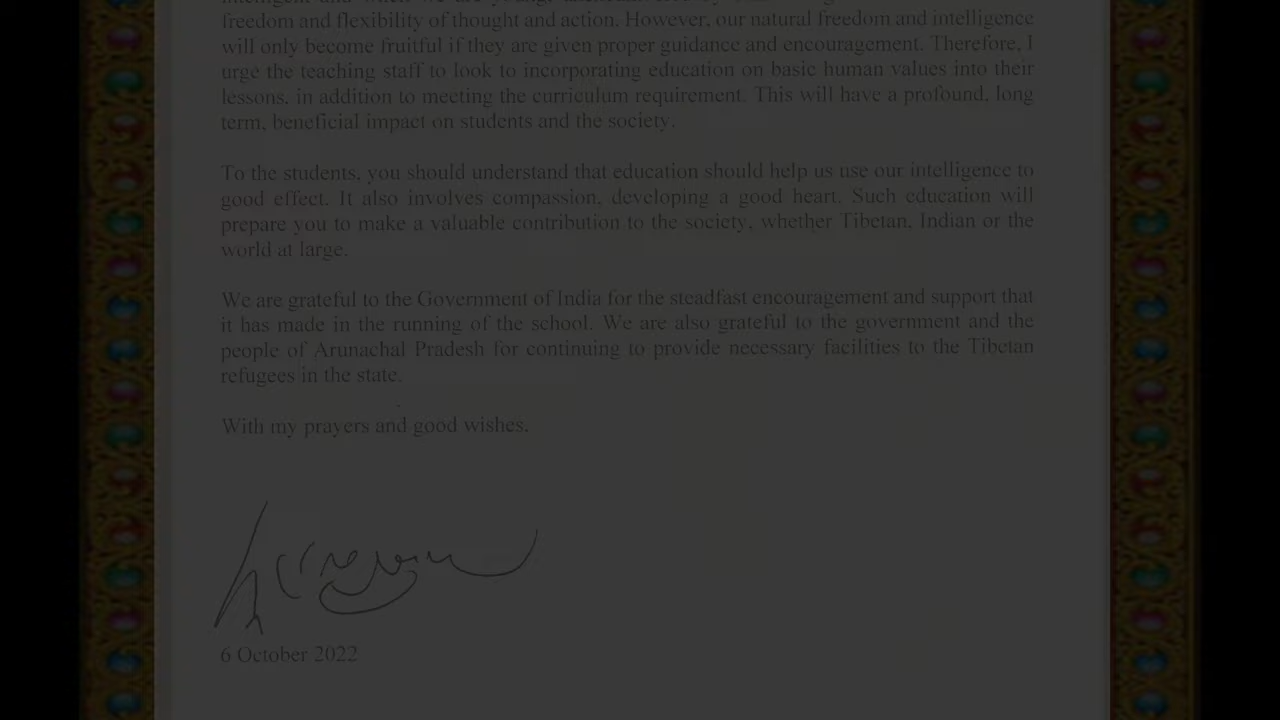 freedom and flexibility of thought and action. However, our natural freedom and intelligence
will only become fruitful if they are given proper guidance and encouragement. Therefore, I
urge the teaching staff to look to incorporating education on basic human values into their
lessons, in addition to meeting the curriculum requirement. This will have a profound, long
term, beneficial impact on students and the society.
To the students, you should understand that education should help us use our intelligence to
good effect. It also involves compassion, developing a good heart. Such education will
prepare you to make a valuable contribution to the society, whether Tibetan, Indian or the
world at large.
We are grateful to the Government of India for the steadfast encouragement and support that
it has made in the running of the school. We are also grateful to the government and the
people of Arunachal Pradesh for continuing to provide necessary facilities to the Tibetan
refugees in the state.
With my prayers and good wishes.
6 October 2022